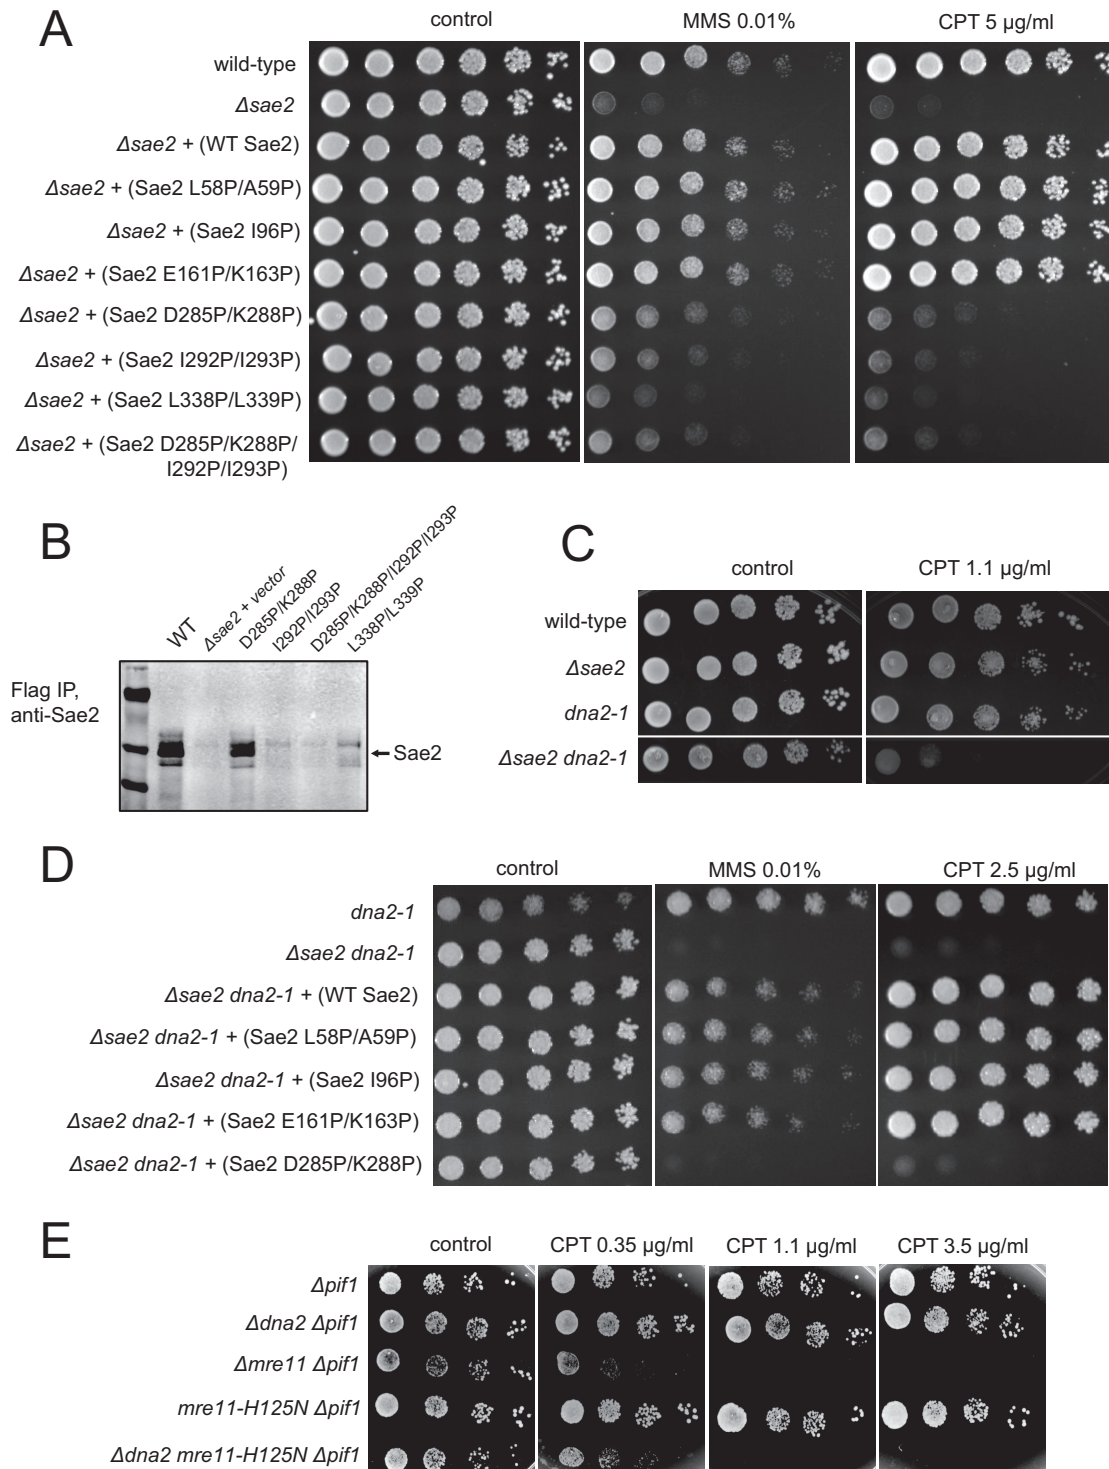 A
control
MMS 0.01%
CPT 5 µg/ml
wild-type
Δsae2
Δsae2 + (WT Sae2)
Δsae2 + (Sae2 L58P/A59P)
Δsae2 + (Sae2 I96P)
Δsae2 + (Sae2 E161P/K163P)
Δsae2 + (Sae2 D285P/K288P)
Δsae2 + (Sae2 I292P/I293P)
Δsae2 + (Sae2 L338P/L339P)
Δsae2 + (Sae2 D285P/K288P/
I292P/I293P)
B
WT
Δsae2 + vector
D285P/K288P
I292P/I293P
D285P/K288P/I292P/I293P
L338P/L339P
Flag IP,
anti-Sae2
Sae2
C
control
CPT 1.1 µg/ml
wild-type
Δsae2
dna2-1
Δsae2 dna2-1
D
control
MMS 0.01%
CPT 2.5 µg/ml
dna2-1
Δsae2 dna2-1
Δsae2 dna2-1 + (WT Sae2)
Δsae2 dna2-1 + (Sae2 L58P/A59P)
Δsae2 dna2-1 + (Sae2 I96P)
Δsae2 dna2-1 + (Sae2 E161P/K163P)
Δsae2 dna2-1 + (Sae2 D285P/K288P)
E
control
CPT 0.35 µg/ml
CPT 1.1 µg/ml
CPT 3.5 µg/ml
Δpif1
Δdna2 Δpif1
Δmre11 Δpif1
mre11-H125N Δpif1
Δdna2 mre11-H125N Δpif1